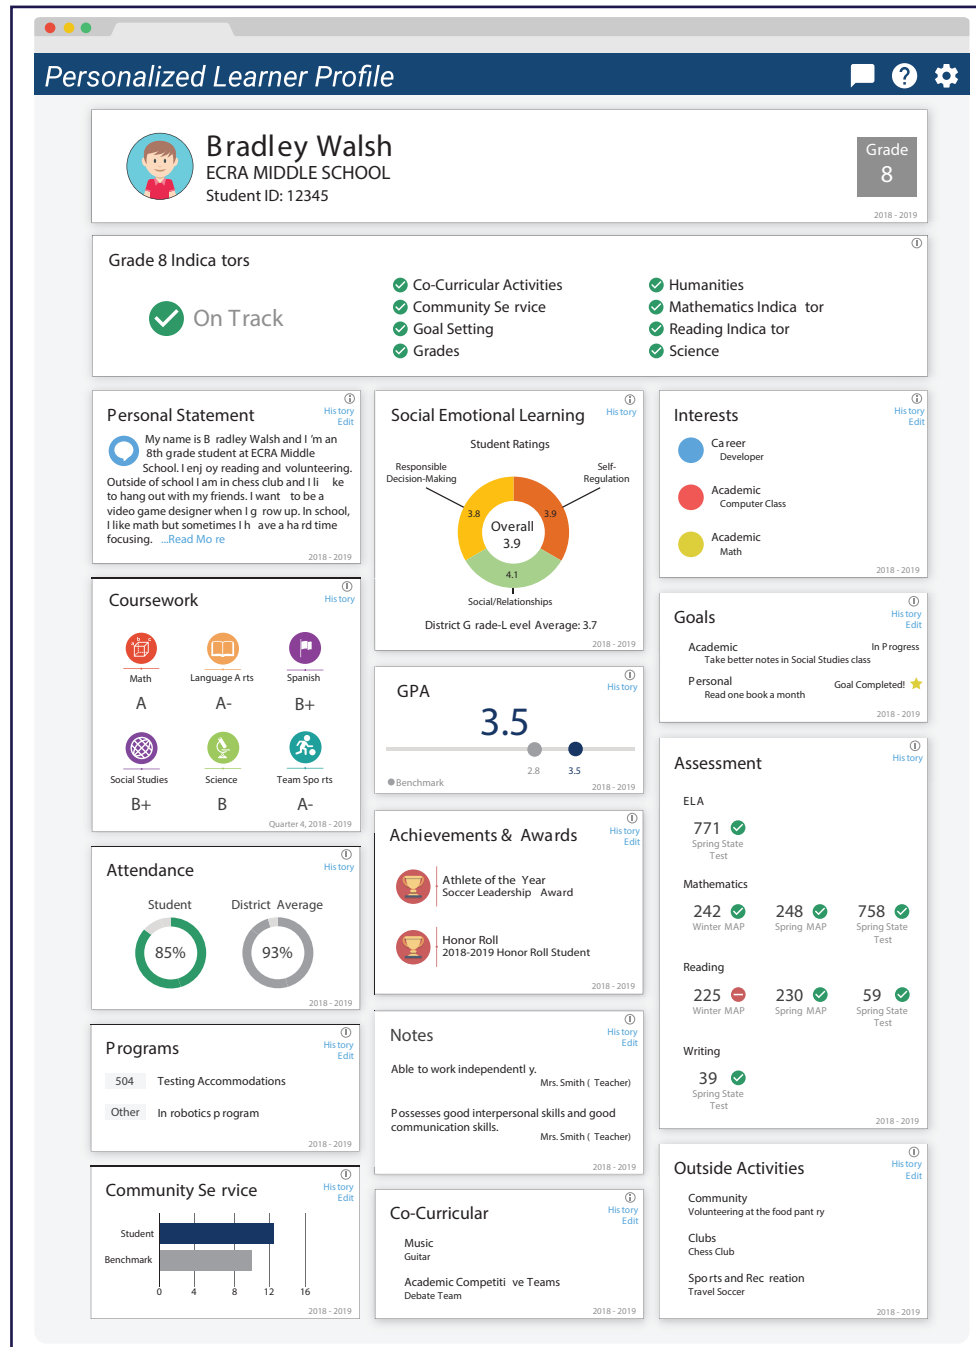 Personalized Learner Profile
Bradley Walsh
ECRA MIDDLE SCHOOL
Student ID: 12345
Grade
8
2018 - 2019
Grade 8 Indica tors
On Track
Co-Curricular Activities
Community Se rvice
Goal Setting
Grades
Humanities
Mathematics Indica tor
Reading Indica tor
Science
Personal Statement
His tory
Edit
My name is B radley Walsh and I 'm an
8th grade student at ECRA Middle
School. I enj oy reading and volunteering.
Outside of school I am in chess club and I li ke
to hang out with my friends. I want to be a
video game designer when I g row up. In school,
I like math but sometimes I h ave a ha rd time
focusing. ...Read Mo re
2018 - 2019
Coursework
His tory
a b c
Math
A
Language A rts
A-
Spanish
B+
Social Studies
B+
Science
B
Team Spo rts
A-
Quarter 4, 2018 - 2019
Attendance
His tory
Student
85%
District Average
93%
2018 - 2019
Programs
His tory
Edit
504 Testing Accommodations
Other In robotics p rogram
2018 - 2019
Community Se rvice
His tory
Edit
Student
Benchmark
0 4 8 12 16
2018 - 2019
Social Emotional Learning
His tory
Student Ratings
Responsible
Decision-Making
Self-
Regulation
3.8
3.9
Overall
3.9
4.1
Social/Relationships
District G rade-L evel Average: 3.7
2018 - 2019
GPA
His tory
3.5
2.8
3.5
Benchmark
2018 - 2019
Achievements & Awards
His tory
Edit
Athlete of the Year
Soccer Leadership Award
Honor Roll
2018-2019 Honor Roll Student
2018 - 2019
Notes
His tory
Edit
Able to work independentl y.
Mrs. Smith ( Teacher)
Possesses good interpersonal skills and good
communication skills.
Mrs. Smith ( Teacher)
2018 - 2019
Co-Curricular
His tory
Edit
Music
Guitar
Academic Competiti ve Teams
Debate Team
2018 - 2019
Interests
His tory
Edit
Ca reer
Developer
Academic
Computer Class
Academic
Math
2018 - 2019
Goals
His tory
Edit
Academic
In P rogress
Take better notes in Social Studies class
Personal
Goal Completed!
Read one book a month
2018 - 2019
Assessment
His tory
ELA
771
Spring State
Test
Mathematics
242
Winter MAP
248
Spring MAP
758
Spring State
Test
Reading
225
Winter MAP
230
Spring MAP
59
Spring State
Test
Writing
39
Spring State
Test
2018 - 2019
Outside Activities
His tory
Edit
Community
Volunteering at the food pant ry
Clubs
Chess Club
Spo rts and Rec reation
Travel Soccer
2018 - 2019